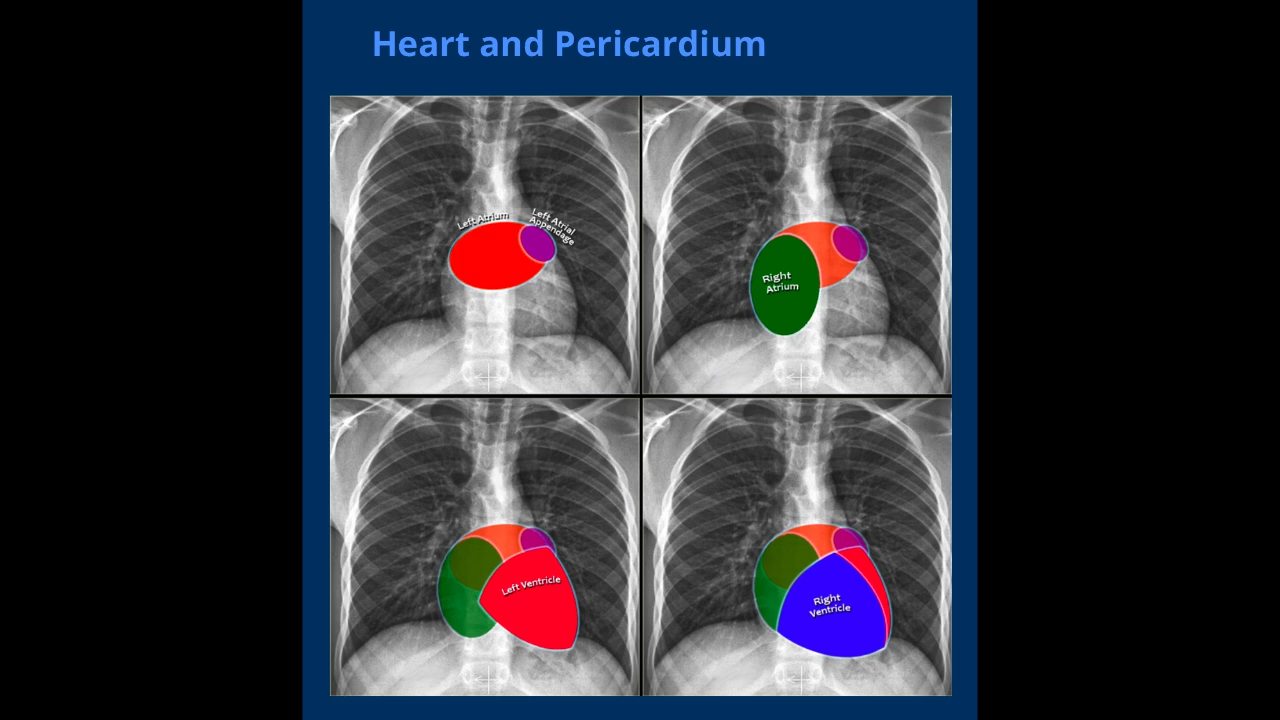 Heart and Pericardium
Left Atrium
Left Atrial
Appendage
Right
Atrium
Left Ventricle
Right
Ventricle